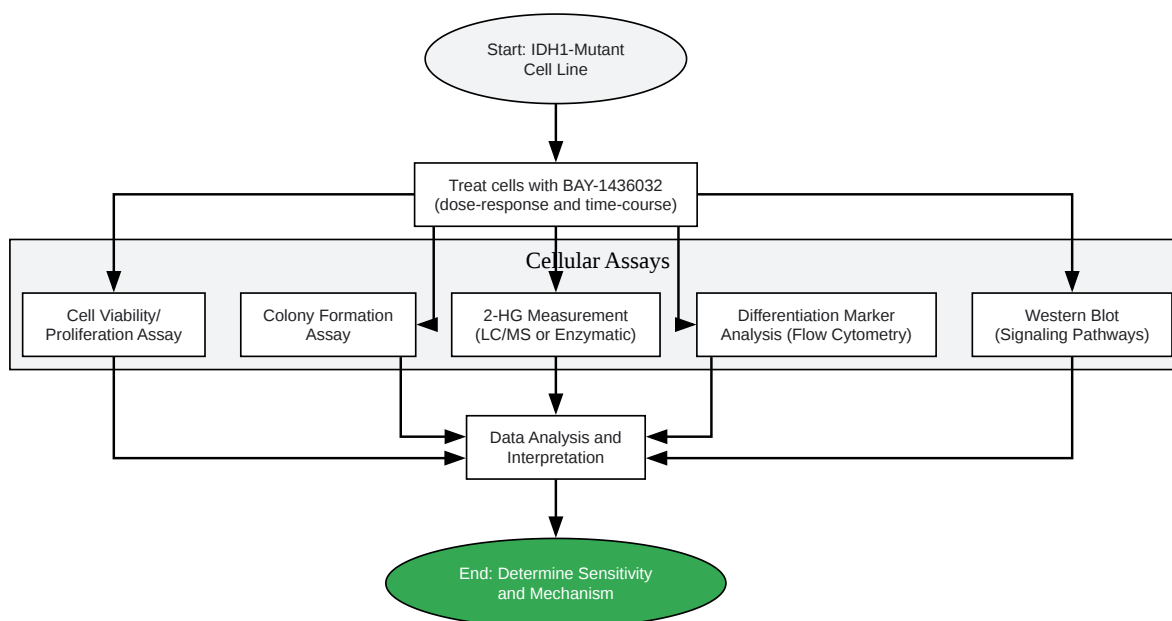 Start: IDH1-Mutant
Cell Line
Treat cells with BAY-1436032
(dose-response and time-course)
Cellular Assays
Cell Viability/
Proliferation Assay
Colony Formation
Assay
2-HG Measurement
(LC/MS or Enzymatic)
Differentiation Marker
Analysis (Flow Cytometry)
Western Blot
(Signaling Pathways)
Data Analysis and
Interpretation
End: Determine Sensitivity
and Mechanism